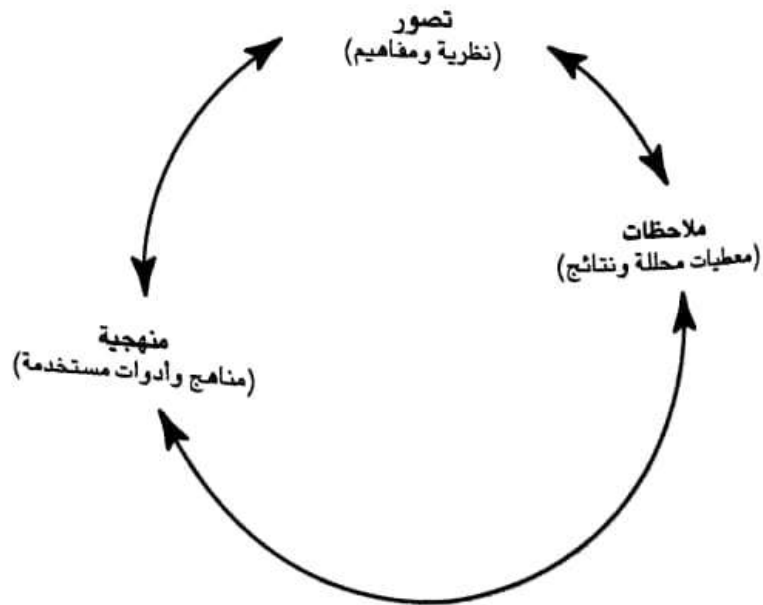 تصور
(نظرية ومفاهيم)
ملاحظات
(معطيات محللة ونتائج)
منهجية
(مناهج وأدوات مستخدمة)